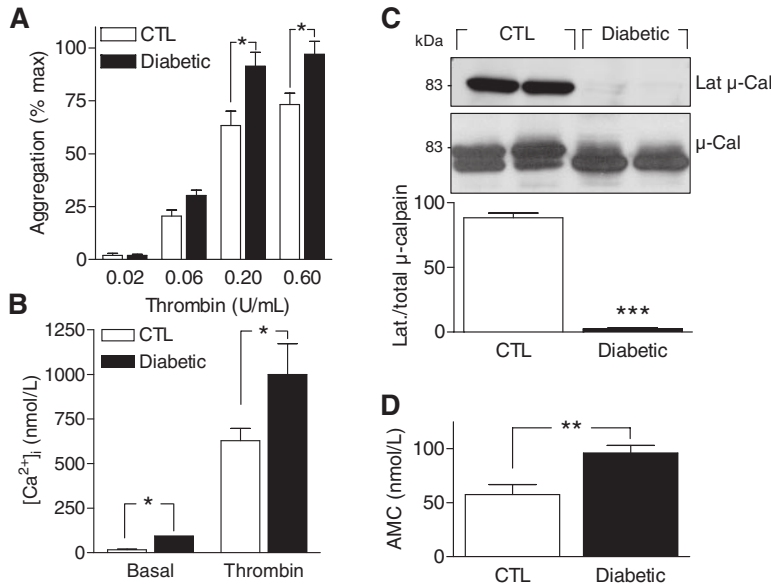 A
CTL
Diabetic
Aggregation (% max)
100
75
50
25
0
*
*
0.02 0.06 0.20 0.60
Thrombin (U/mL)
B
CTL
Diabetic
[Ca²⁺]ᵢ (nmol/L)
1250
1000
750
500
250
0
*
*
Basal Thrombin
C
kDa
CTL Diabetic
83 Lat μ-Cal
83 μ-Cal
Lat./total μ-calpain
100
50
0
***
CTL Diabetic
D
AMC (nmol/L)
100
50
0
**
CTL Diabetic